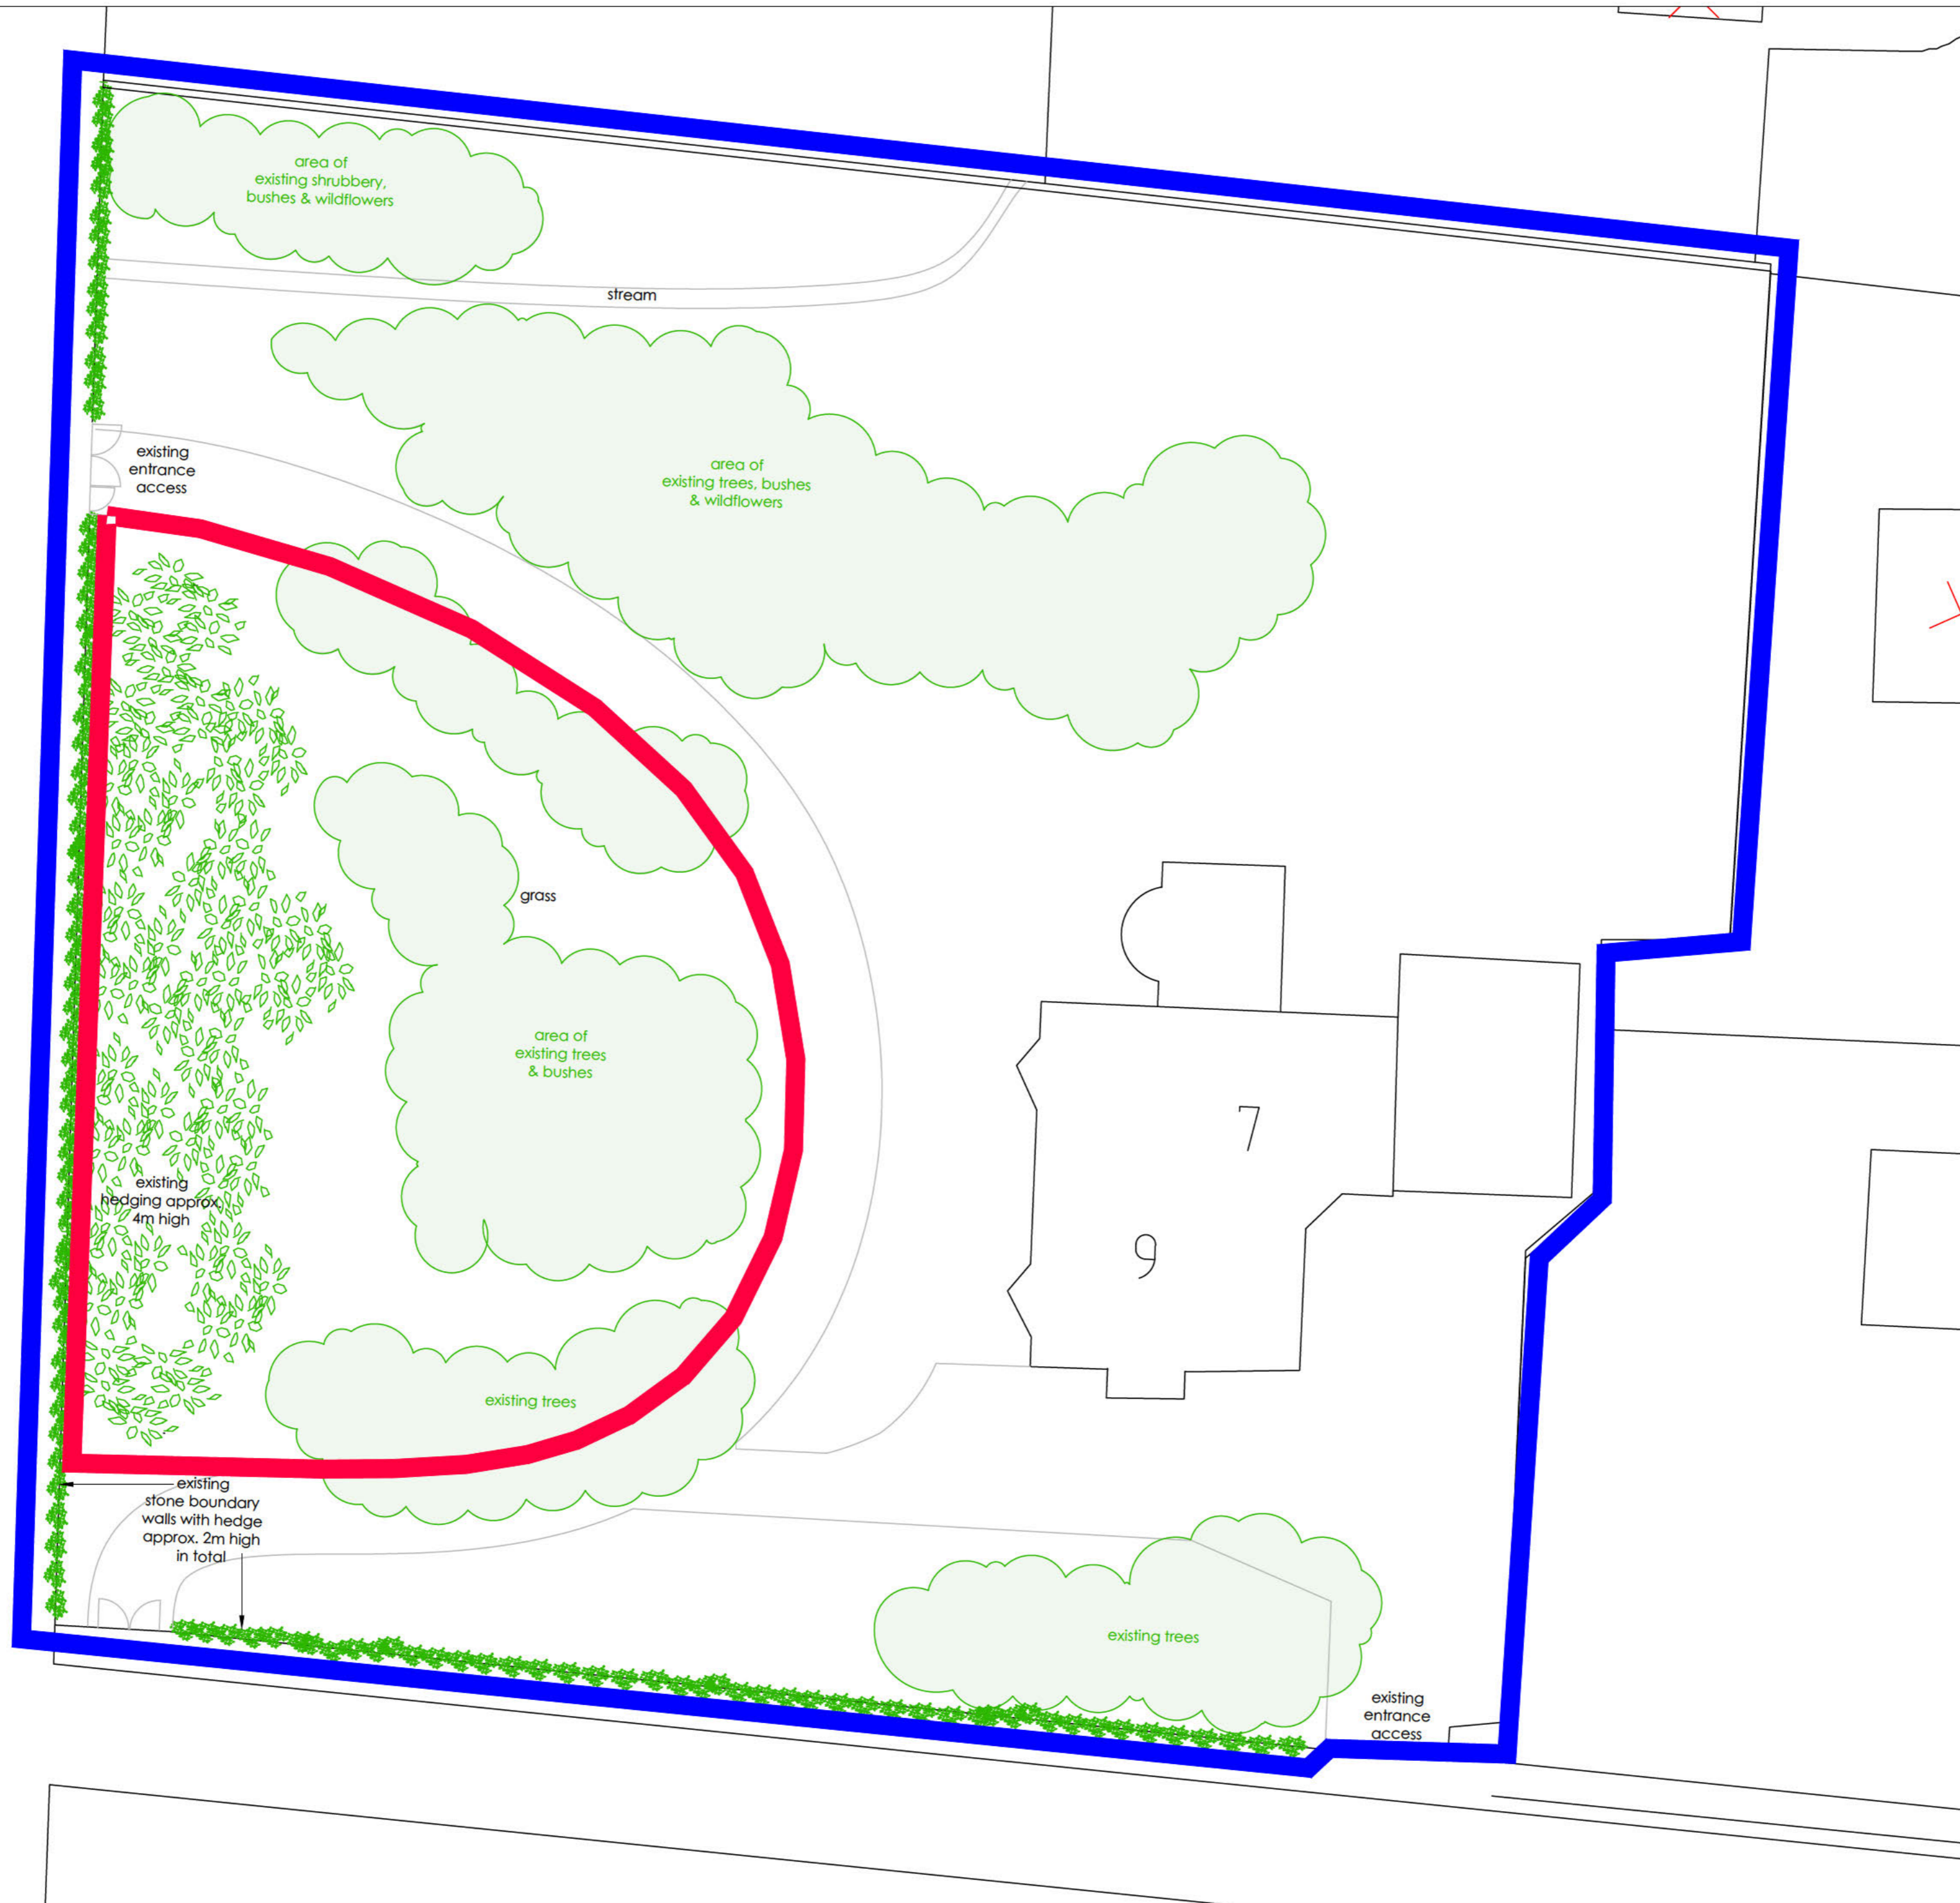 area of
existing shrubbery,
bushes & wildflowers
stream
existing
entrance
access
area of
existing trees, bushes
& wildflowers
grass
area of
existing trees
& bushes
7
9
existing
hedging approx.
4m high
existing trees
existing
stone boundary
walls with hedge
approx. 2m high
in total
existing trees
existing
entrance
access